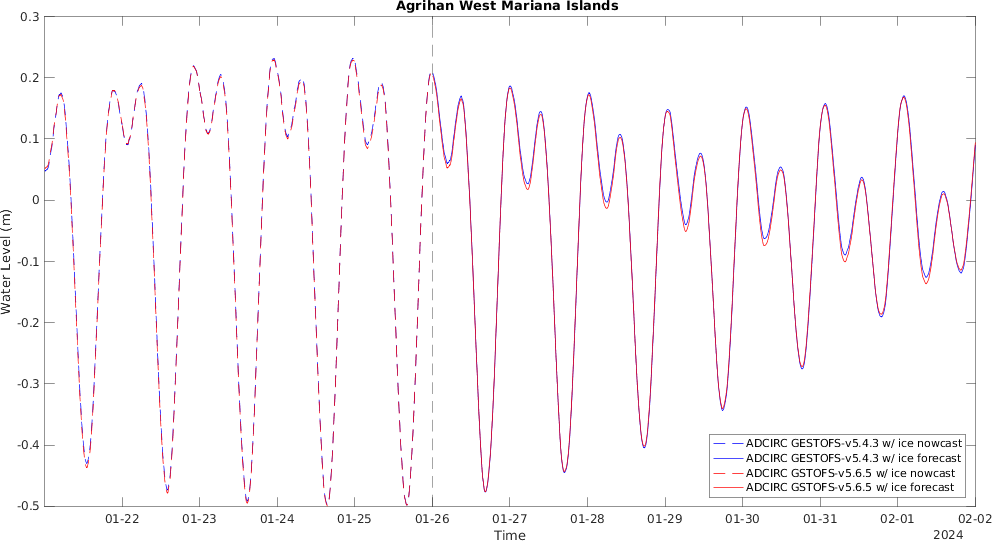 Agrihan West Mariana Islands
0.3
0.2
0.1
0
-0.1
-0.2
-0.3
-0.4
-0.5
Water Level (m)
ADCIRC GESTOFS-v5.4.3 w/ ice nowcast
ADCIRC GESTOFS-v5.4.3 w/ ice forecast
ADCIRC GSTOFS-v5.6.5 w/ ice nowcast
ADCIRC GSTOFS-v5.6.5 w/ ice forecast
01-22 01-23 01-24 01-25 01-26 01-27 01-28 01-29 01-30 01-31 02-01 02-02
Time
2024